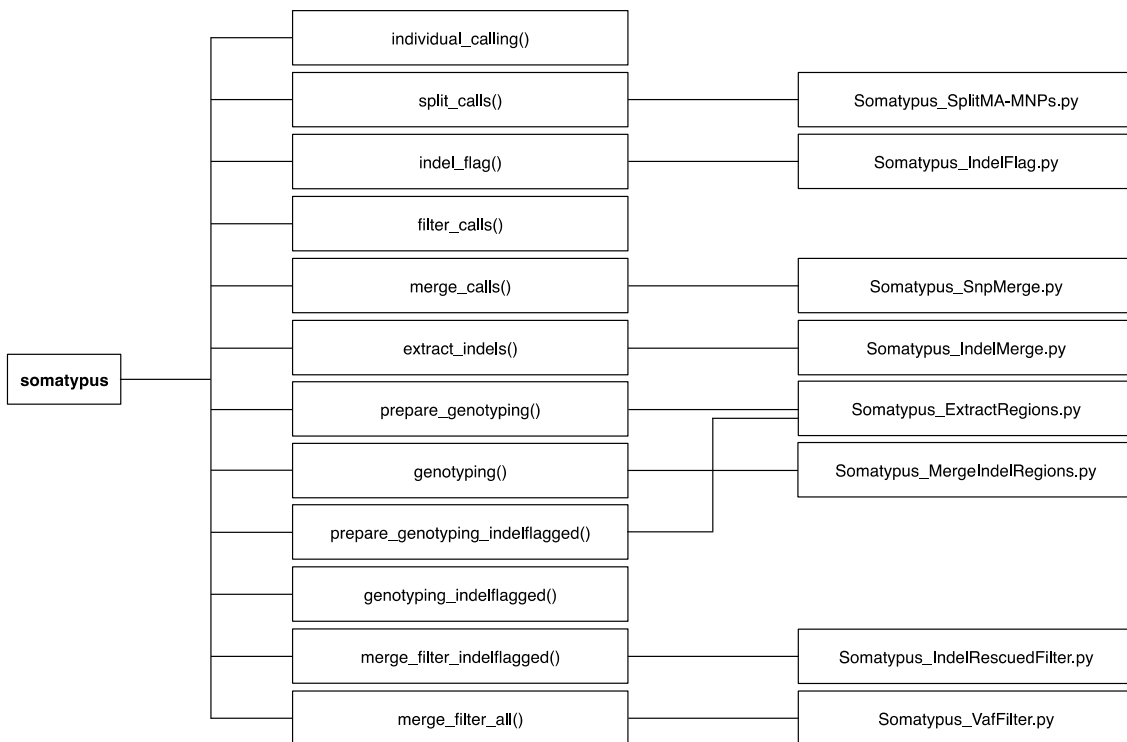 individual_calling()
split_calls()
Somatypus_SplitMA-MNPs.py
indel_flag()
Somatypus_IndelFlag.py
filter_calls()
merge_calls()
Somatypus_SnpMerge.py
extract_indels()
Somatypus_IndelMerge.py
somatypus
prepare_genotyping()
Somatypus_ExtractRegions.py
genotyping()
Somatypus_MergeIndelRegions.py
prepare_genotyping_indelflagged()
genotyping_indelflagged()
merge_filter_indelflagged()
Somatypus_IndelRescuedFilter.py
merge_filter_all()
Somatypus_VafFilter.py